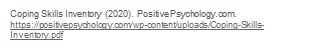 Coping Skills Inventory (2020). PositivePsychology.com.
https://positivepsychology.com/wp-content/uploads/Coping-Skills-
Inventory.pdf